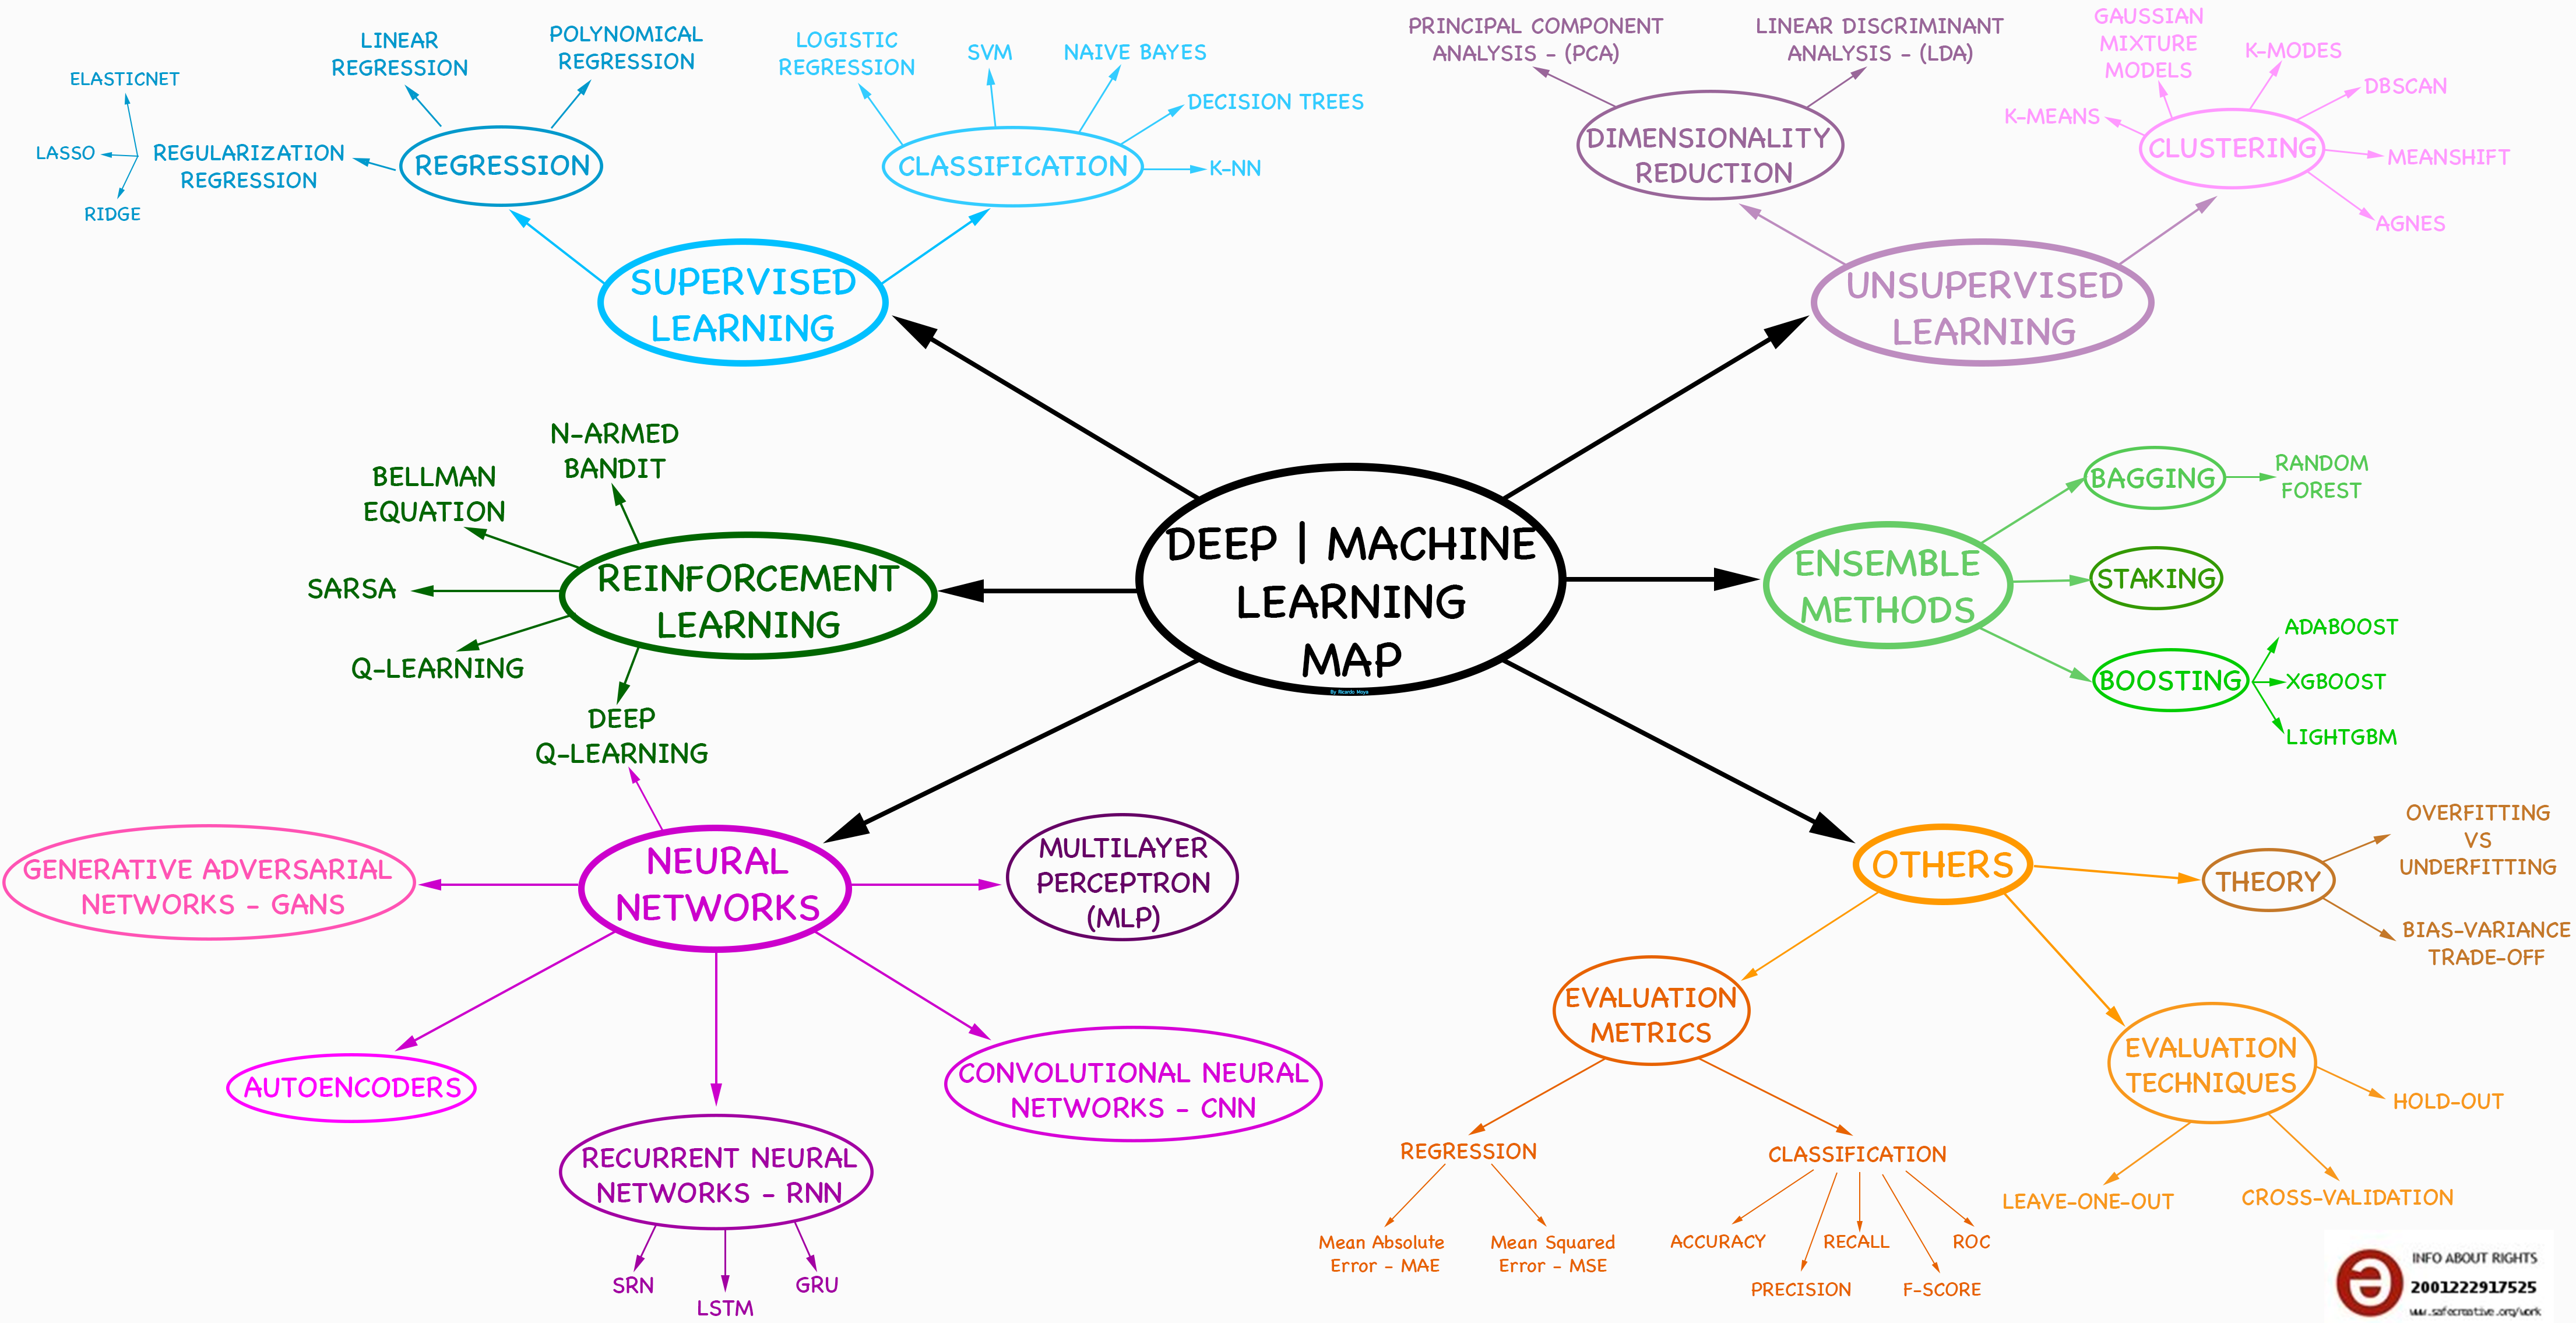 DEEP | MACHINE
LEARNING
MAP
By Ricardo Moya
SUPERVISED
LEARNING
REGRESSION
LINEAR
REGRESSION
POLYNOMICAL
REGRESSION
REGULARIZATION
REGRESSION
ELASTICNET
LASSO
RIDGE
CLASSIFICATION
LOGISTIC
REGRESSION
SVM
NAIVE BAYES
DECISION TREES
K-NN
UNSUPERVISED
LEARNING
DIMENSIONALITY
REDUCTION
PRINCIPAL COMPONENT
ANALYSIS - (PCA)
LINEAR DISCRIMINANT
ANALYSIS - (LDA)
CLUSTERING
K-MEANS
GAUSSIAN
MIXTURE
MODELS
K-MODES
DBSCAN
MEANSHIFT
AGNES
REINFORCEMENT
LEARNING
N-ARMED
BANDIT
BELLMAN
EQUATION
SARSA
Q-LEARNING
DEEP
Q-LEARNING
ENSEMBLE
METHODS
BAGGING
RANDOM
FOREST
STAKING
BOOSTING
ADABOOST
XGBOOST
LIGHTGBM
NEURAL
NETWORKS
GENERATIVE ADVERSARIAL
NETWORKS - GANS
AUTOENCODERS
RECURRENT NEURAL
NETWORKS - RNN
SRN
LSTM
GRU
CONVOLUTIONAL NEURAL
NETWORKS - CNN
MULTILAYER
PERCEPTRON
(MLP)
OTHERS
THEORY
OVERFITTING
VS
UNDERFITTING
BIAS-VARIANCE
TRADE-OFF
EVALUATION
TECHNIQUES
HOLD-OUT
CROSS-VALIDATION
LEAVE-ONE-OUT
EVALUATION
METRICS
REGRESSION
Mean Absolute
Error - MAE
Mean Squared
Error - MSE
CLASSIFICATION
ACCURACY
PRECISION
RECALL
F-SCORE
ROC
INFO ABOUT RIGHTS
2001222917525
www.safecreative.org/work